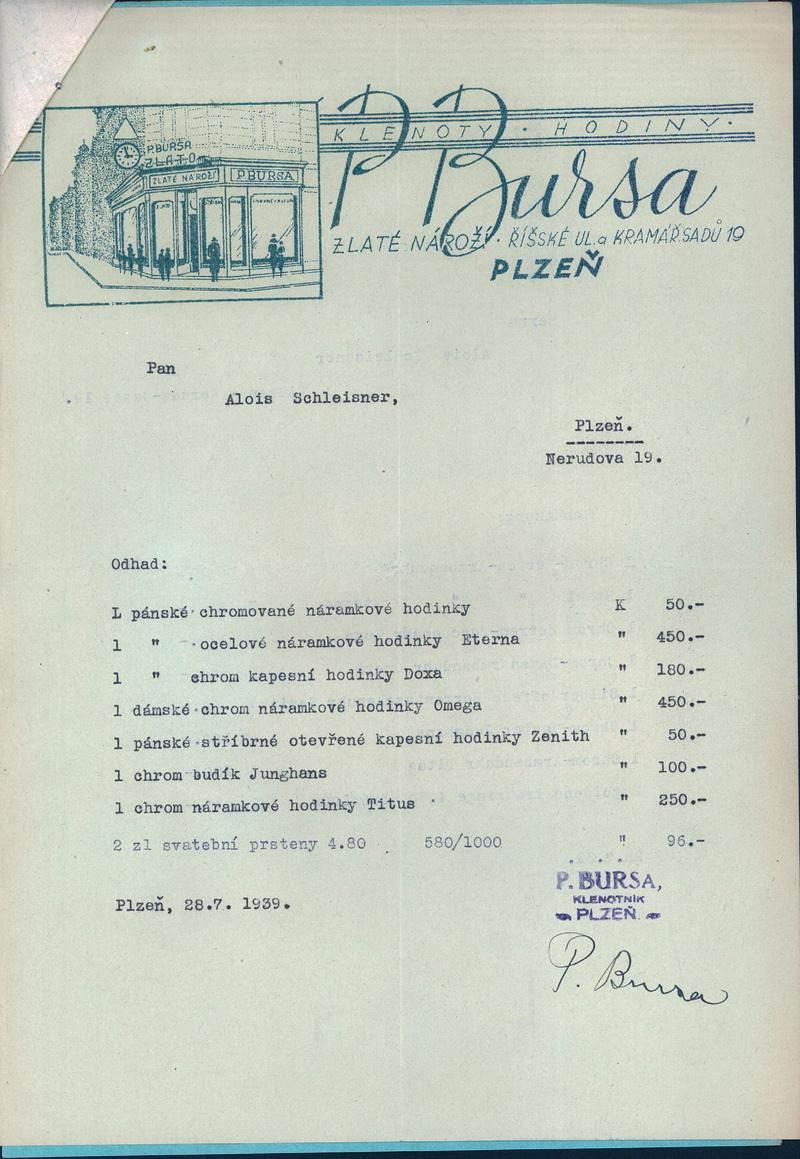 P. BURSA
ZLATO
ZLATÉ NÁROŽÍ
P. BURSA
KLENOTY · HODINY ·
P Bursa
ZLATÉ NÁROŽÍ · ŘÍŠSKÉ UL. a KRAMÁŘ. SADŮ 19
PLZEŇ
Pan
Alois Schleisner,
Plzeň.
Nerudova 19.
Odhad:
L pánské chromované náramkové hodinky K 50.-
1 " ocelové náramkové hodinky Eterna " 450.-
1 " chrom kapesní hodinky Doxa " 180.-
1 dámské chrom náramkové hodinky Omega " 450.-
1 pánské stříbrné otevřené kapesní hodinky Zenith " 50.-
1 chrom budík Junghans " 100.-
1 chrom náramkové hodinky Titus " 250.-
2 zl svatební prsteny 4.80 580/1000 " 96.-
P. BURSA,
KLENOTNÍK
PLZEŇ
Plzeň, 28.7. 1939.
P. Bursa